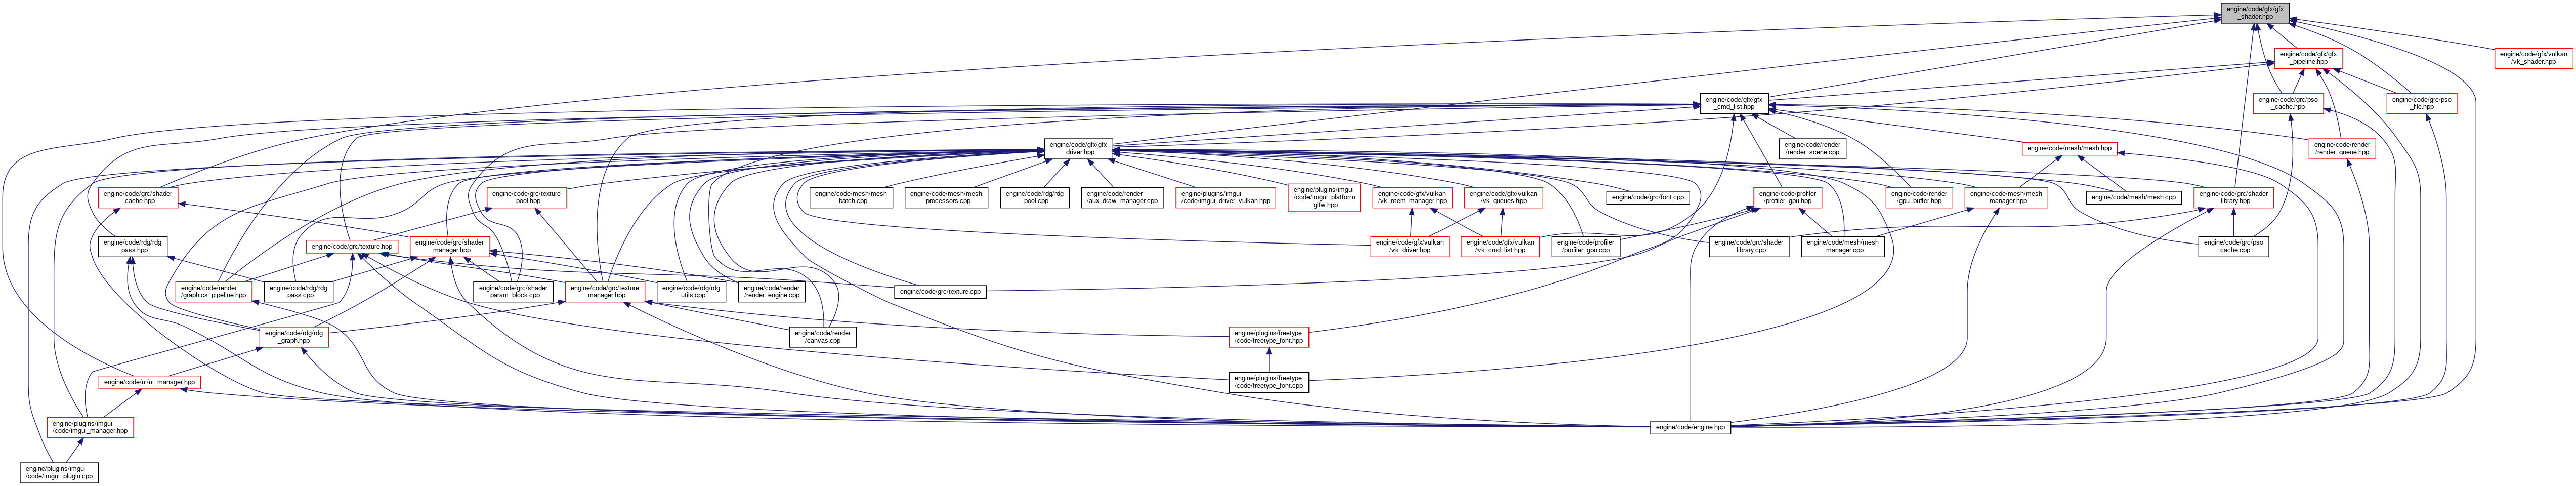 engine/code/gfx/gfx
_shader.hpp
engine/code/gfx/gfx
_pipeline.hpp
engine/code/gfx/vulkan
/vk_shader.hpp
engine/code/gfx/gfx
_cmd_list.hpp
engine/code/grc/pso
_cache.hpp
engine/code/grc/pso
_file.hpp
engine/code/gfx/gfx
_driver.hpp
engine/code/render
/render_scene.cpp
engine/code/mesh/mesh.hpp
engine/code/render
/render_queue.hpp
engine/code/grc/shader
_cache.hpp
engine/code/grc/texture
_pool.hpp
engine/code/mesh/mesh
_batch.cpp
engine/code/mesh/mesh
_processors.cpp
engine/code/rdg/rdg
_pool.cpp
engine/code/render
/aux_draw_manager.cpp
engine/plugins/imgui
/code/imgui_driver_vulkan.hpp
engine/plugins/imgui
/code/imgui_platform
_glfw.hpp
engine/code/gfx/vulkan
/vk_mem_manager.hpp
engine/code/gfx/vulkan
/vk_queues.hpp
engine/code/grc/font.cpp
engine/code/profiler
/profiler_gpu.hpp
engine/code/render
/gpu_buffer.hpp
engine/code/mesh/mesh
_manager.hpp
engine/code/mesh/mesh.cpp
engine/code/grc/shader
_library.hpp
engine/code/rdg/rdg
_pass.hpp
engine/code/grc/texture.hpp
engine/code/grc/shader
_manager.hpp
engine/code/gfx/vulkan
/vk_driver.hpp
engine/code/gfx/vulkan
/vk_cmd_list.hpp
engine/code/profiler
/profiler_gpu.cpp
engine/code/grc/shader
_library.cpp
engine/code/mesh/mesh
_manager.cpp
engine/code/grc/pso
_cache.cpp
engine/code/render
/graphics_pipeline.hpp
engine/code/rdg/rdg
_pass.cpp
engine/code/grc/shader
_param_block.cpp
engine/code/grc/texture
_manager.hpp
engine/code/rdg/rdg
_utils.cpp
engine/code/render
/render_engine.cpp
engine/code/grc/texture.cpp
engine/code/rdg/rdg
_graph.hpp
engine/code/render
/canvas.cpp
engine/plugins/freetype
/code/freetype_font.hpp
engine/code/ui/ui_manager.hpp
engine/plugins/freetype
/code/freetype_font.cpp
engine/plugins/imgui
/code/imgui_manager.hpp
engine/code/engine.hpp
engine/plugins/imgui
/code/imgui_plugin.cpp